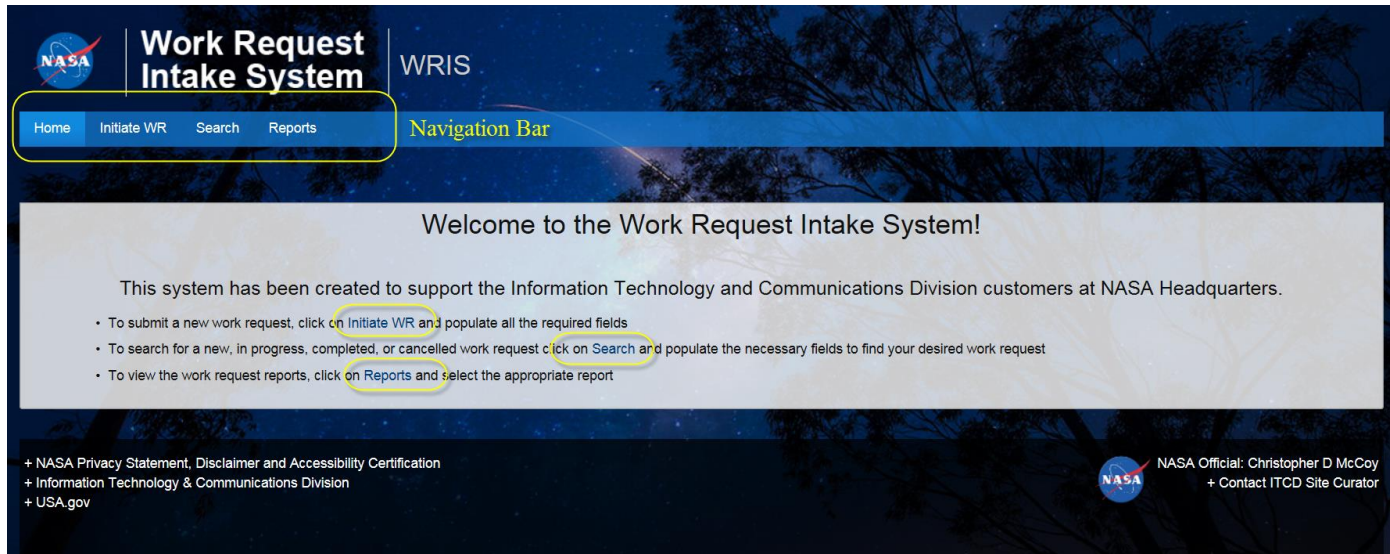 NASA
Work Request
Intake System
WRIS
Home Initiate WR Search Reports
Navigation Bar
Welcome to the Work Request Intake System!
This system has been created to support the Information Technology and Communications Division customers at NASA Headquarters.
• To submit a new work request, click on Initiate WR and populate all the required fields
• To search for a new, in progress, completed, or cancelled work request click on Search and populate the necessary fields to find your desired work request
• To view the work request reports, click on Reports and select the appropriate report
+ NASA Privacy Statement, Disclaimer and Accessibility Certification
+ Information Technology & Communications Division
+ USA.gov
NASA
NASA Official: Christopher D McCoy
+ Contact ITCD Site Curator